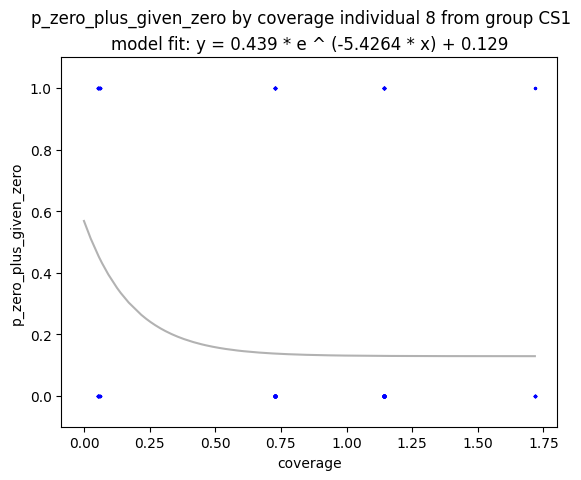 p_zero_plus_given_zero by coverage individual 8 from group CS1
model fit: y = 0.439 * e ^ (-5.4264 * x) + 0.129
1.0
0.8
0.6
0.4
0.2
0.0
p_zero_plus_given_zero
0.00 0.25 0.50 0.75 1.00 1.25 1.50 1.75
coverage